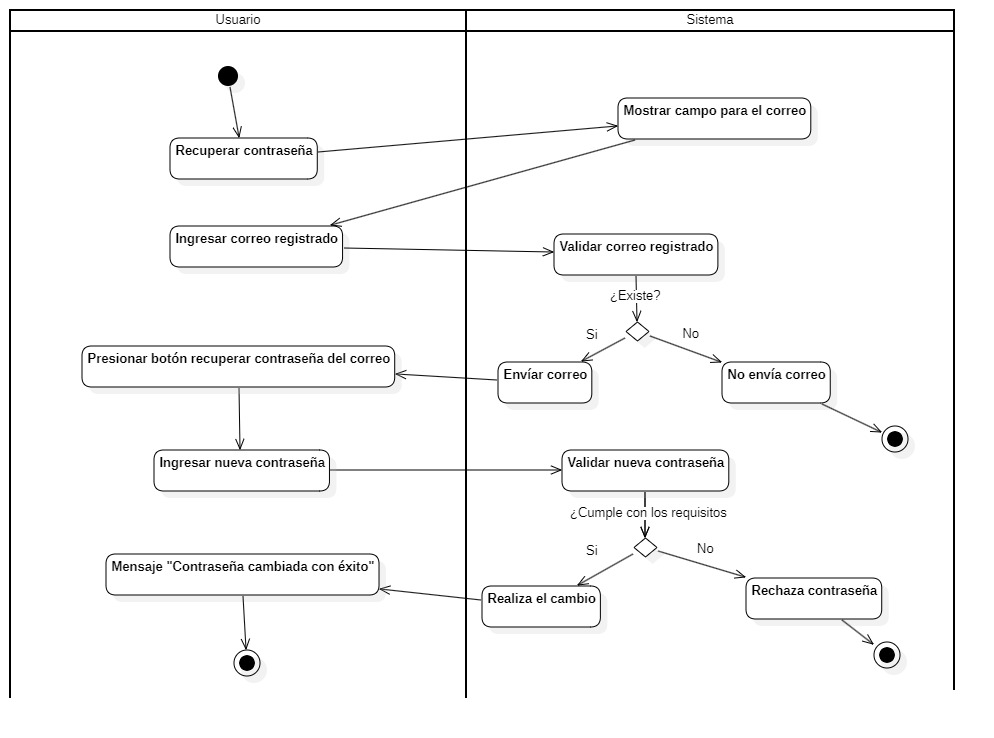 Usuario
Sistema
Mostrar campo para el correo
Recuperar contraseña
Ingresar correo registrado
Validar correo registrado
¿Existe?
Si
No
Presionar botón recuperar contraseña del correo
Envíar correo
No envía correo
Ingresar nueva contraseña
Validar nueva contraseña
¿Cumple con los requisitos
Si
No
Mensaje "Contraseña cambiada con éxito"
Realiza el cambio
Rechaza contraseña